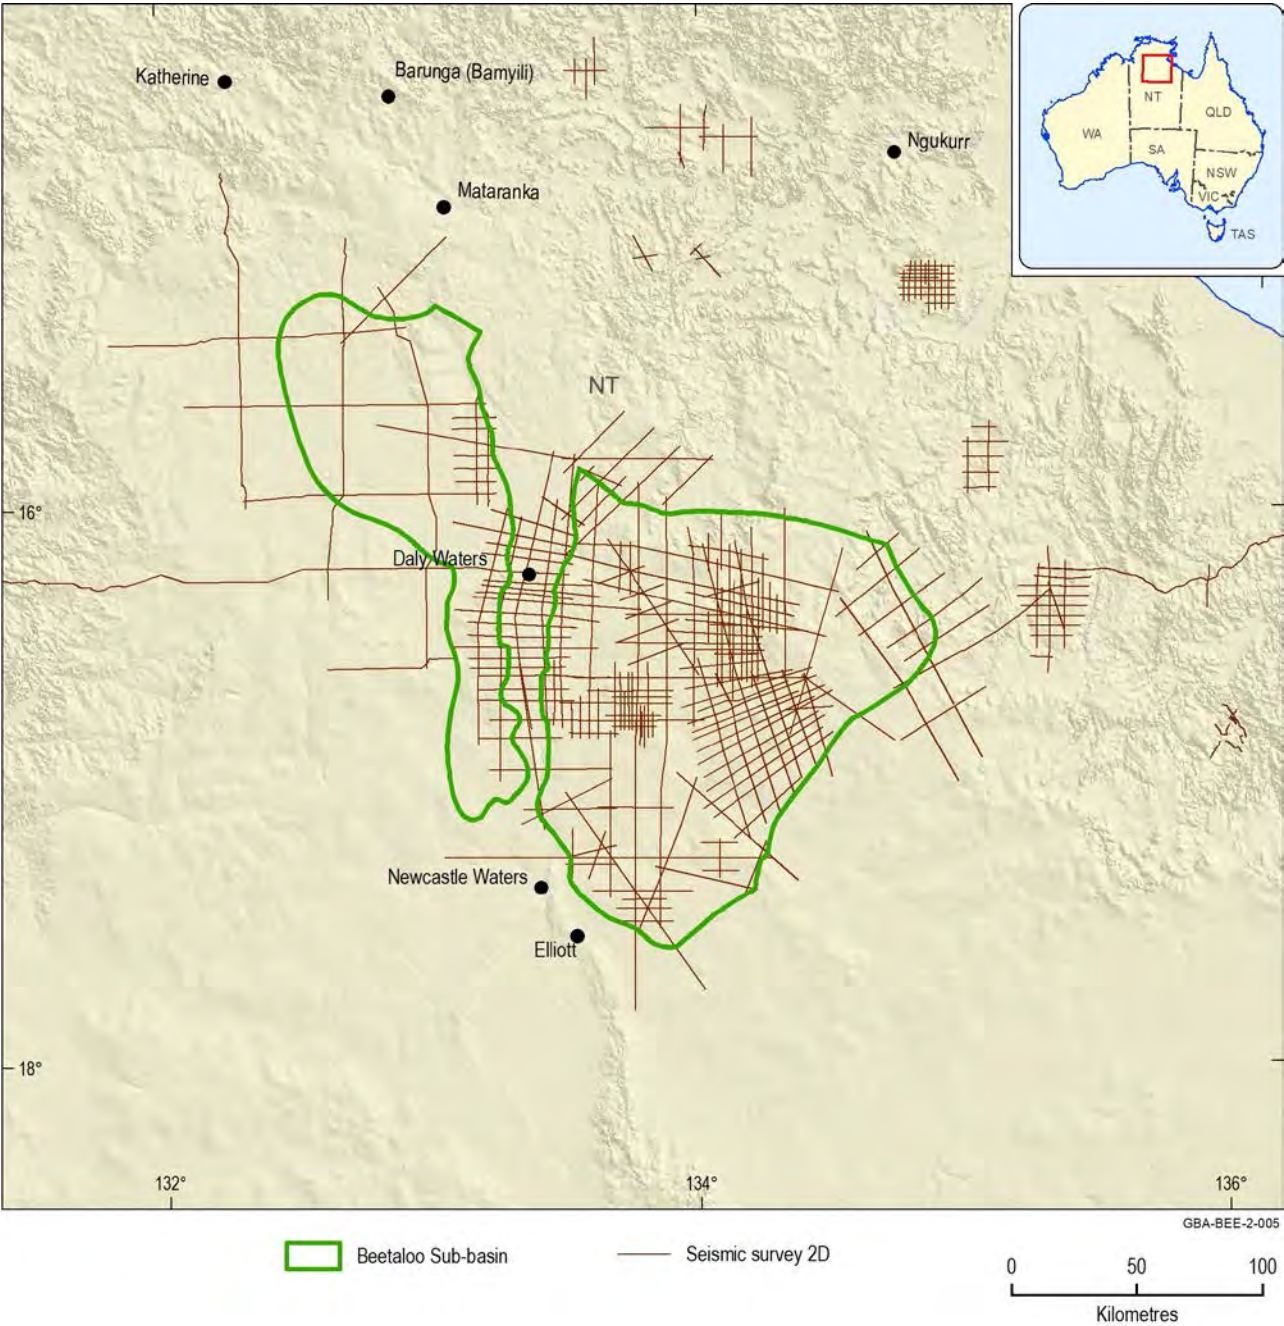 Katherine
Barunga (Bamyili)
Ngukurr
Mataranka
NT
QLD
WA
SA
NSW
VIC
TAS
NT
16°
Daly Waters
Newcastle Waters
Elliott
18°
132°
134°
136°
GBA-BEE-2-005
Beetaloo Sub-basin
Seismic survey 2D
0
50
100
Kilometres